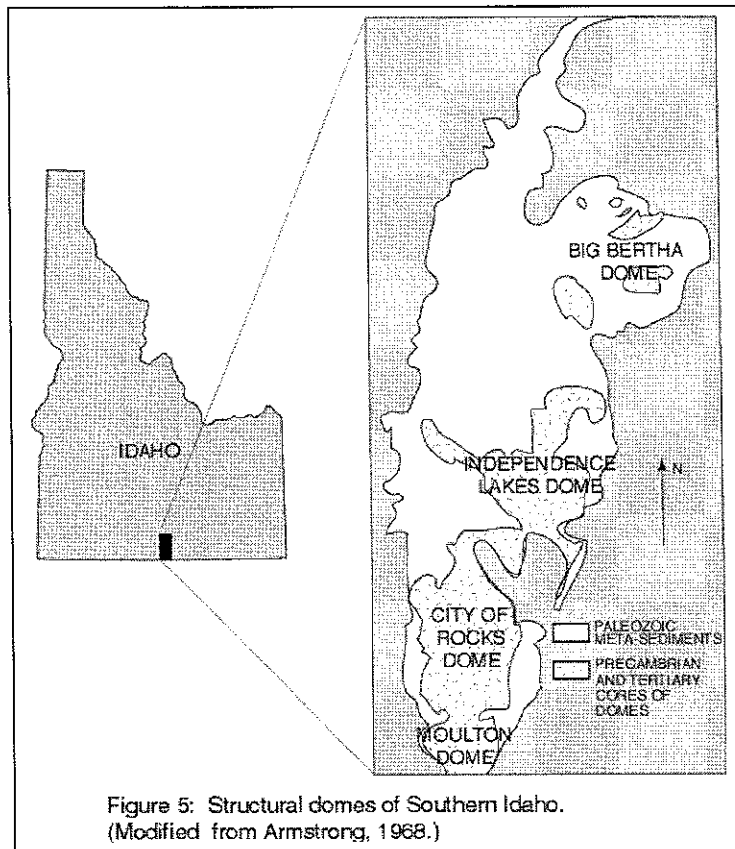 IDAHO
BIG BERTHA
DOME
INDEPENDENCE
LAKES DOME
N
CITY OF
ROCKS
DOME
MOULTON
DOME
PALEOZOIC
META-SEDIMENTS
PRECAMBRIAN
AND TERTIARY
CORES OF
DOMES
Figure 5: Structural domes of Southern Idaho.
(Modified from Armstrong, 1968.)